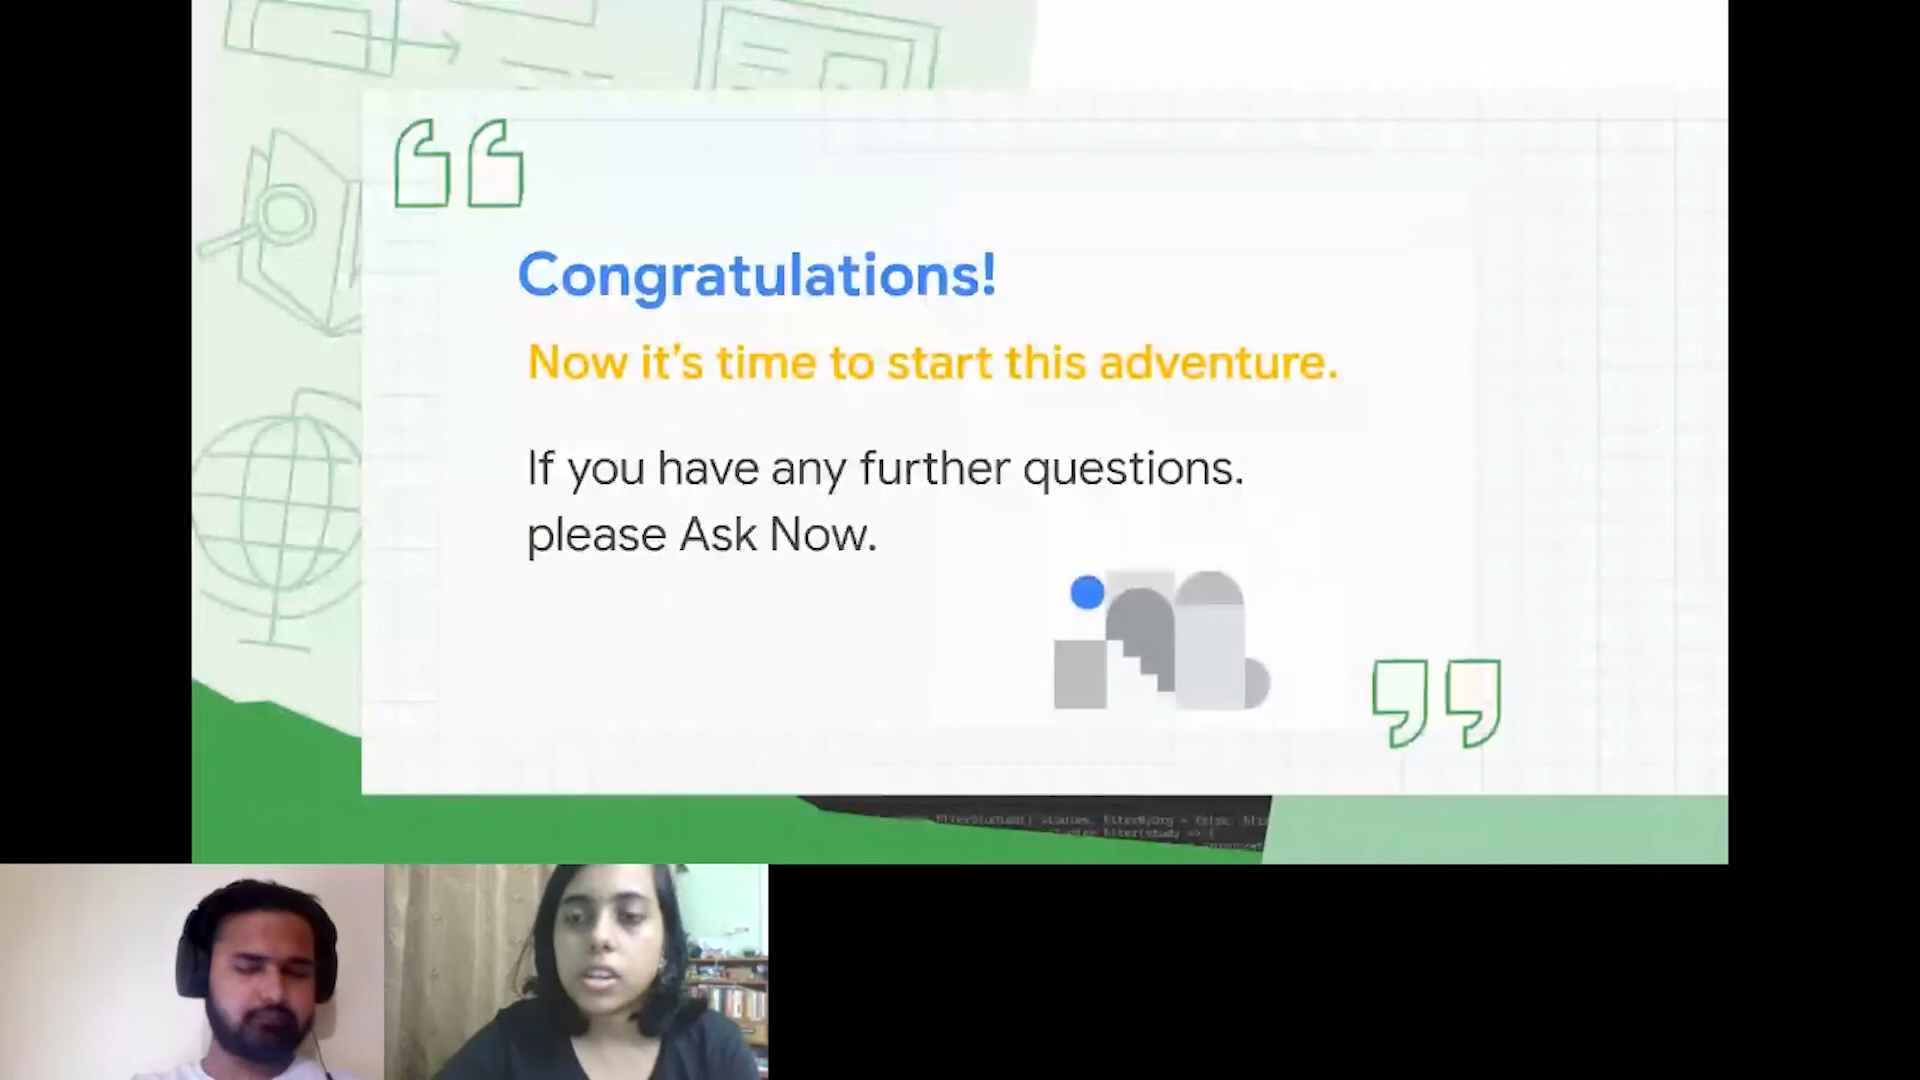 Congratulations!
Now it's time to start this adventure.
If you have any further questions.
please Ask Now.